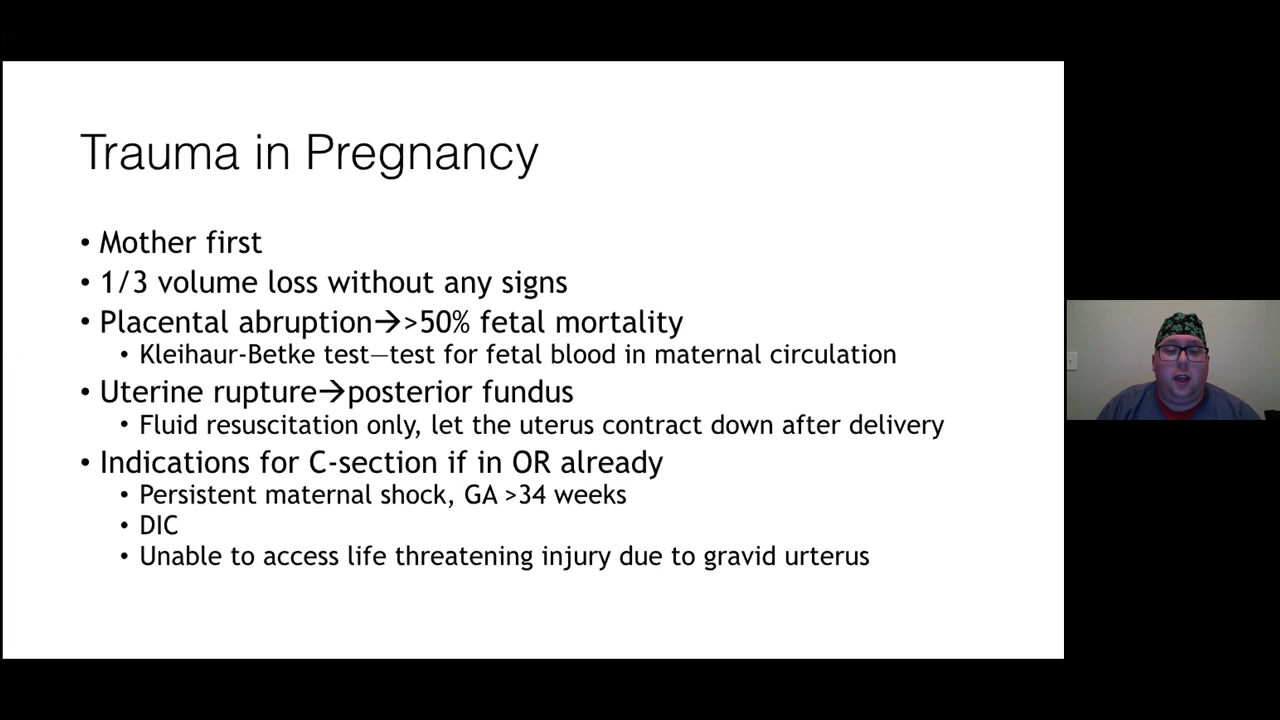 Trauma in Pregnancy
• Mother first
• 1/3 volume loss without any signs
• Placental abruption→>50% fetal mortality
• Kleihaur-Betke test—test for fetal blood in maternal circulation
• Uterine rupture→posterior fundus
• Fluid resuscitation only, let the uterus contract down after delivery
• Indications for C-section if in OR already
• Persistent maternal shock, GA >34 weeks
• DIC
• Unable to access life threatening injury due to gravid urterus